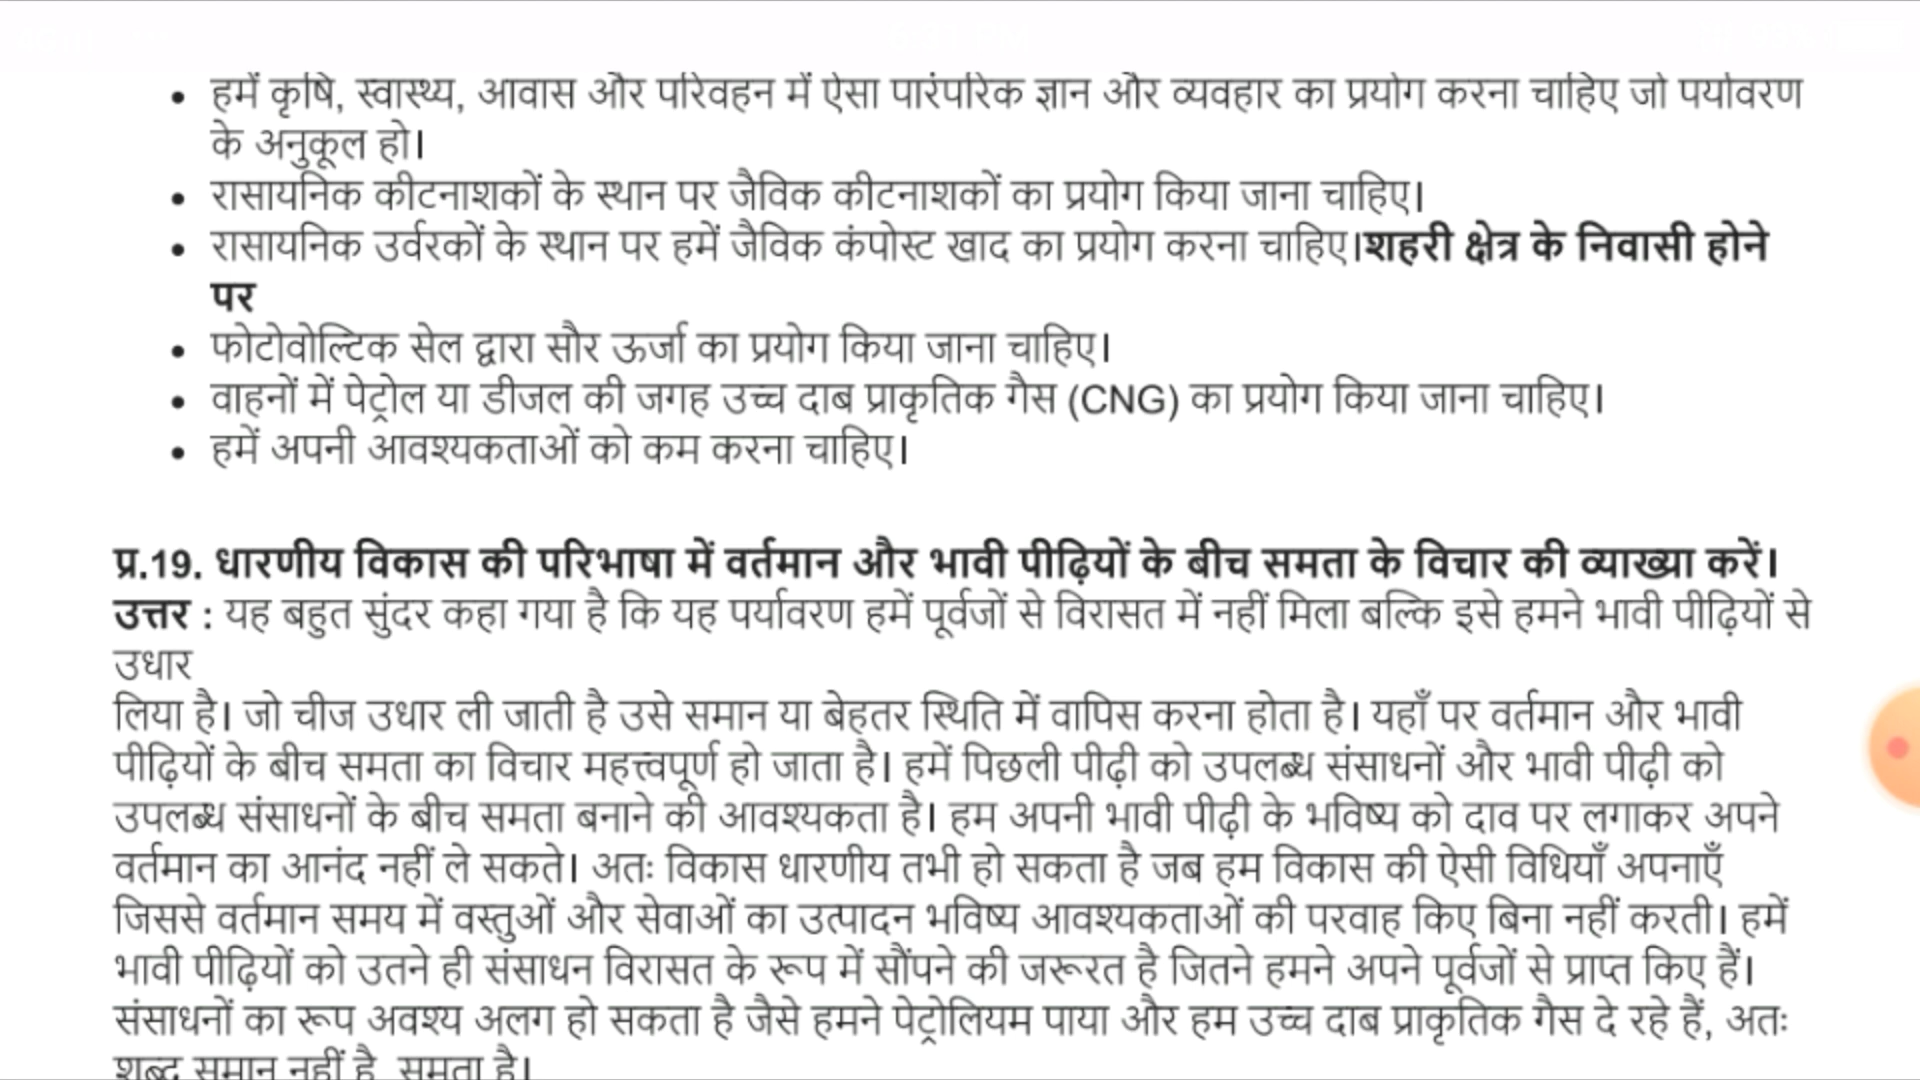 हमें कृषि, स्वास्थ्य, आवास और परिवहन में ऐसा पारंपरिक ज्ञान और व्यवहार का प्रयोग करना चाहिए जो पर्यावरण
के अनुकूल हो।
रासायनिक कीटनाशकों के स्थान पर जैविक कीटनाशकों का प्रयोग किया जाना चाहिए।
रासायनिक उर्वरकों के स्थान पर हमें जैविक कंपोस्ट खाद का प्रयोग करना चाहिए।शहरी क्षेत्र के निवासी होने
पर
फोटोवोल्टिक सेल द्वारा सौर ऊर्जा का प्रयोग किया जाना चाहिए।
वाहनों में पेट्रोल या डीजल की जगह उच्च दाब प्राकृतिक गैस (CNG) का प्रयोग किया जाना चाहिए।
हमें अपनी आवश्यकताओं को कम करना चाहिए।
प्र.19. धारणीय विकास की परिभाषा में वर्तमान और भावी पीढ़ियों के बीच समता के विचार की व्याख्या करें।
उत्तर : यह बहुत सुंदर कहा गया है कि यह पर्यावरण हमें पूर्वजों से विरासत में नहीं मिला बल्कि इसे हमने भावी पीढ़ियों से
उधार
लिया है। जो चीज उधार ली जाती है उसे समान या बेहतर स्थिति में वापिस करना होता है। यहाँ पर वर्तमान और भावी
पीढ़ियों के बीच समता का विचार महत्त्वपूर्ण हो जाता है। हमें पिछली पीढ़ी को उपलब्ध संसाधनों और भावी पीढ़ी को
उपलब्ध संसाधनों के बीच समता बनाने की आवश्यकता है। हम अपनी भावी पीढ़ी के भविष्य को दाव पर लगाकर अपने
वर्तमान का आनंद नहीं ले सकते। अतः विकास धारणीय तभी हो सकता है जब हम विकास की ऐसी विधियाँ अपनाएँ
जिससे वर्तमान समय में वस्तुओं और सेवाओं का उत्पादन भविष्य आवश्यकताओं की परवाह किए बिना नहीं करती। हमें
भावी पीढ़ियों को उतने ही संसाधन विरासत के रूप में सौंपने की जरूरत है जितने हमने अपने पूर्वजों से प्राप्त किए हैं।
संसाधनों का रूप अवश्य अलग हो सकता है जैसे हमने पेट्रोलियम पाया और हम उच्च दाब प्राकृतिक गैस दे रहे हैं, अतः
शब्द समान नहीं है, समता है।